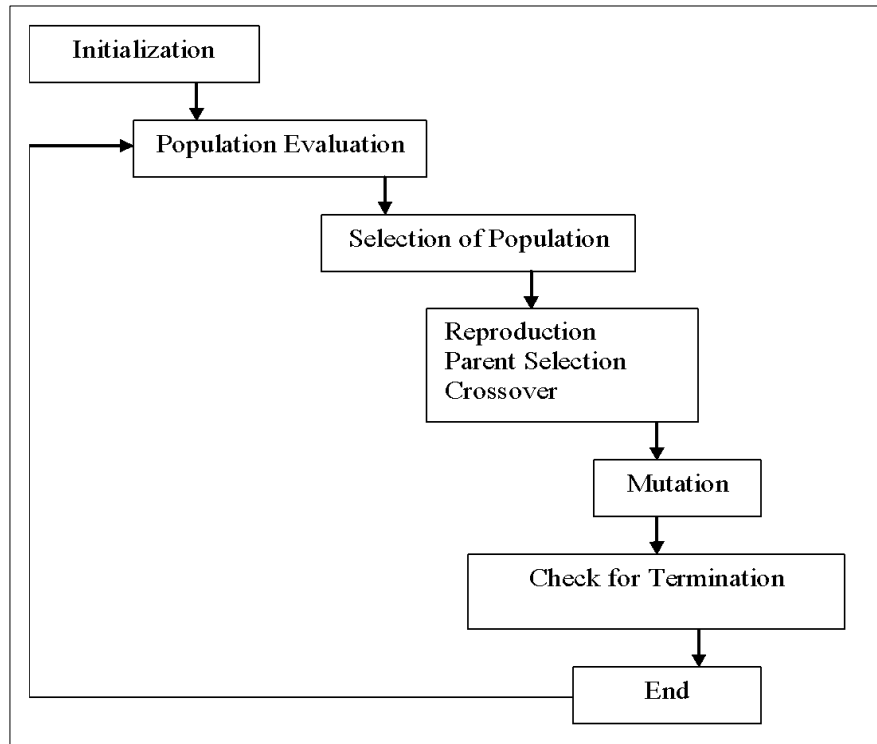 Initialization
Population Evaluation
Selection of Population
Reproduction
Parent Selection
Crossover
Mutation
Check for Termination
End